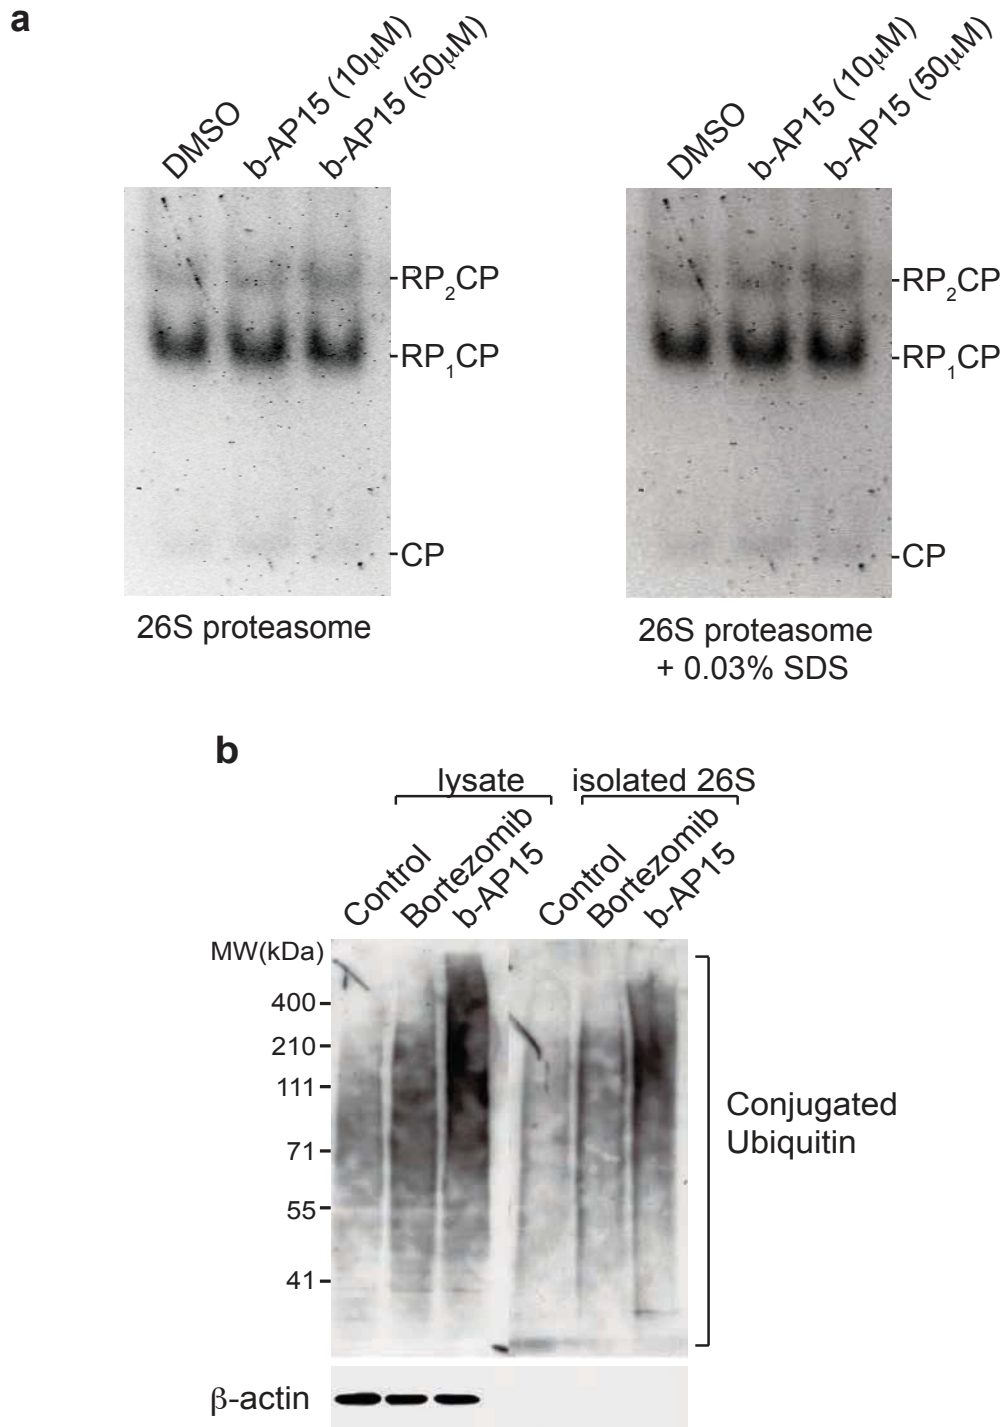 a
DMSO
b-AP15 (10μM)
b-AP15 (50μM)
RP2CP
RP1CP
CP
26S proteasome
DMSO
b-AP15 (10μM)
b-AP15 (50μM)
RP2CP
RP1CP
CP
26S proteasome
+ 0.03% SDS
b
lysate
isolated 26S
Control
Bortezomib
b-AP15
Control
Bortezomib
b-AP15
MW(kDa)
400
210
111
71
55
41
Conjugated
Ubiquitin
β-actin